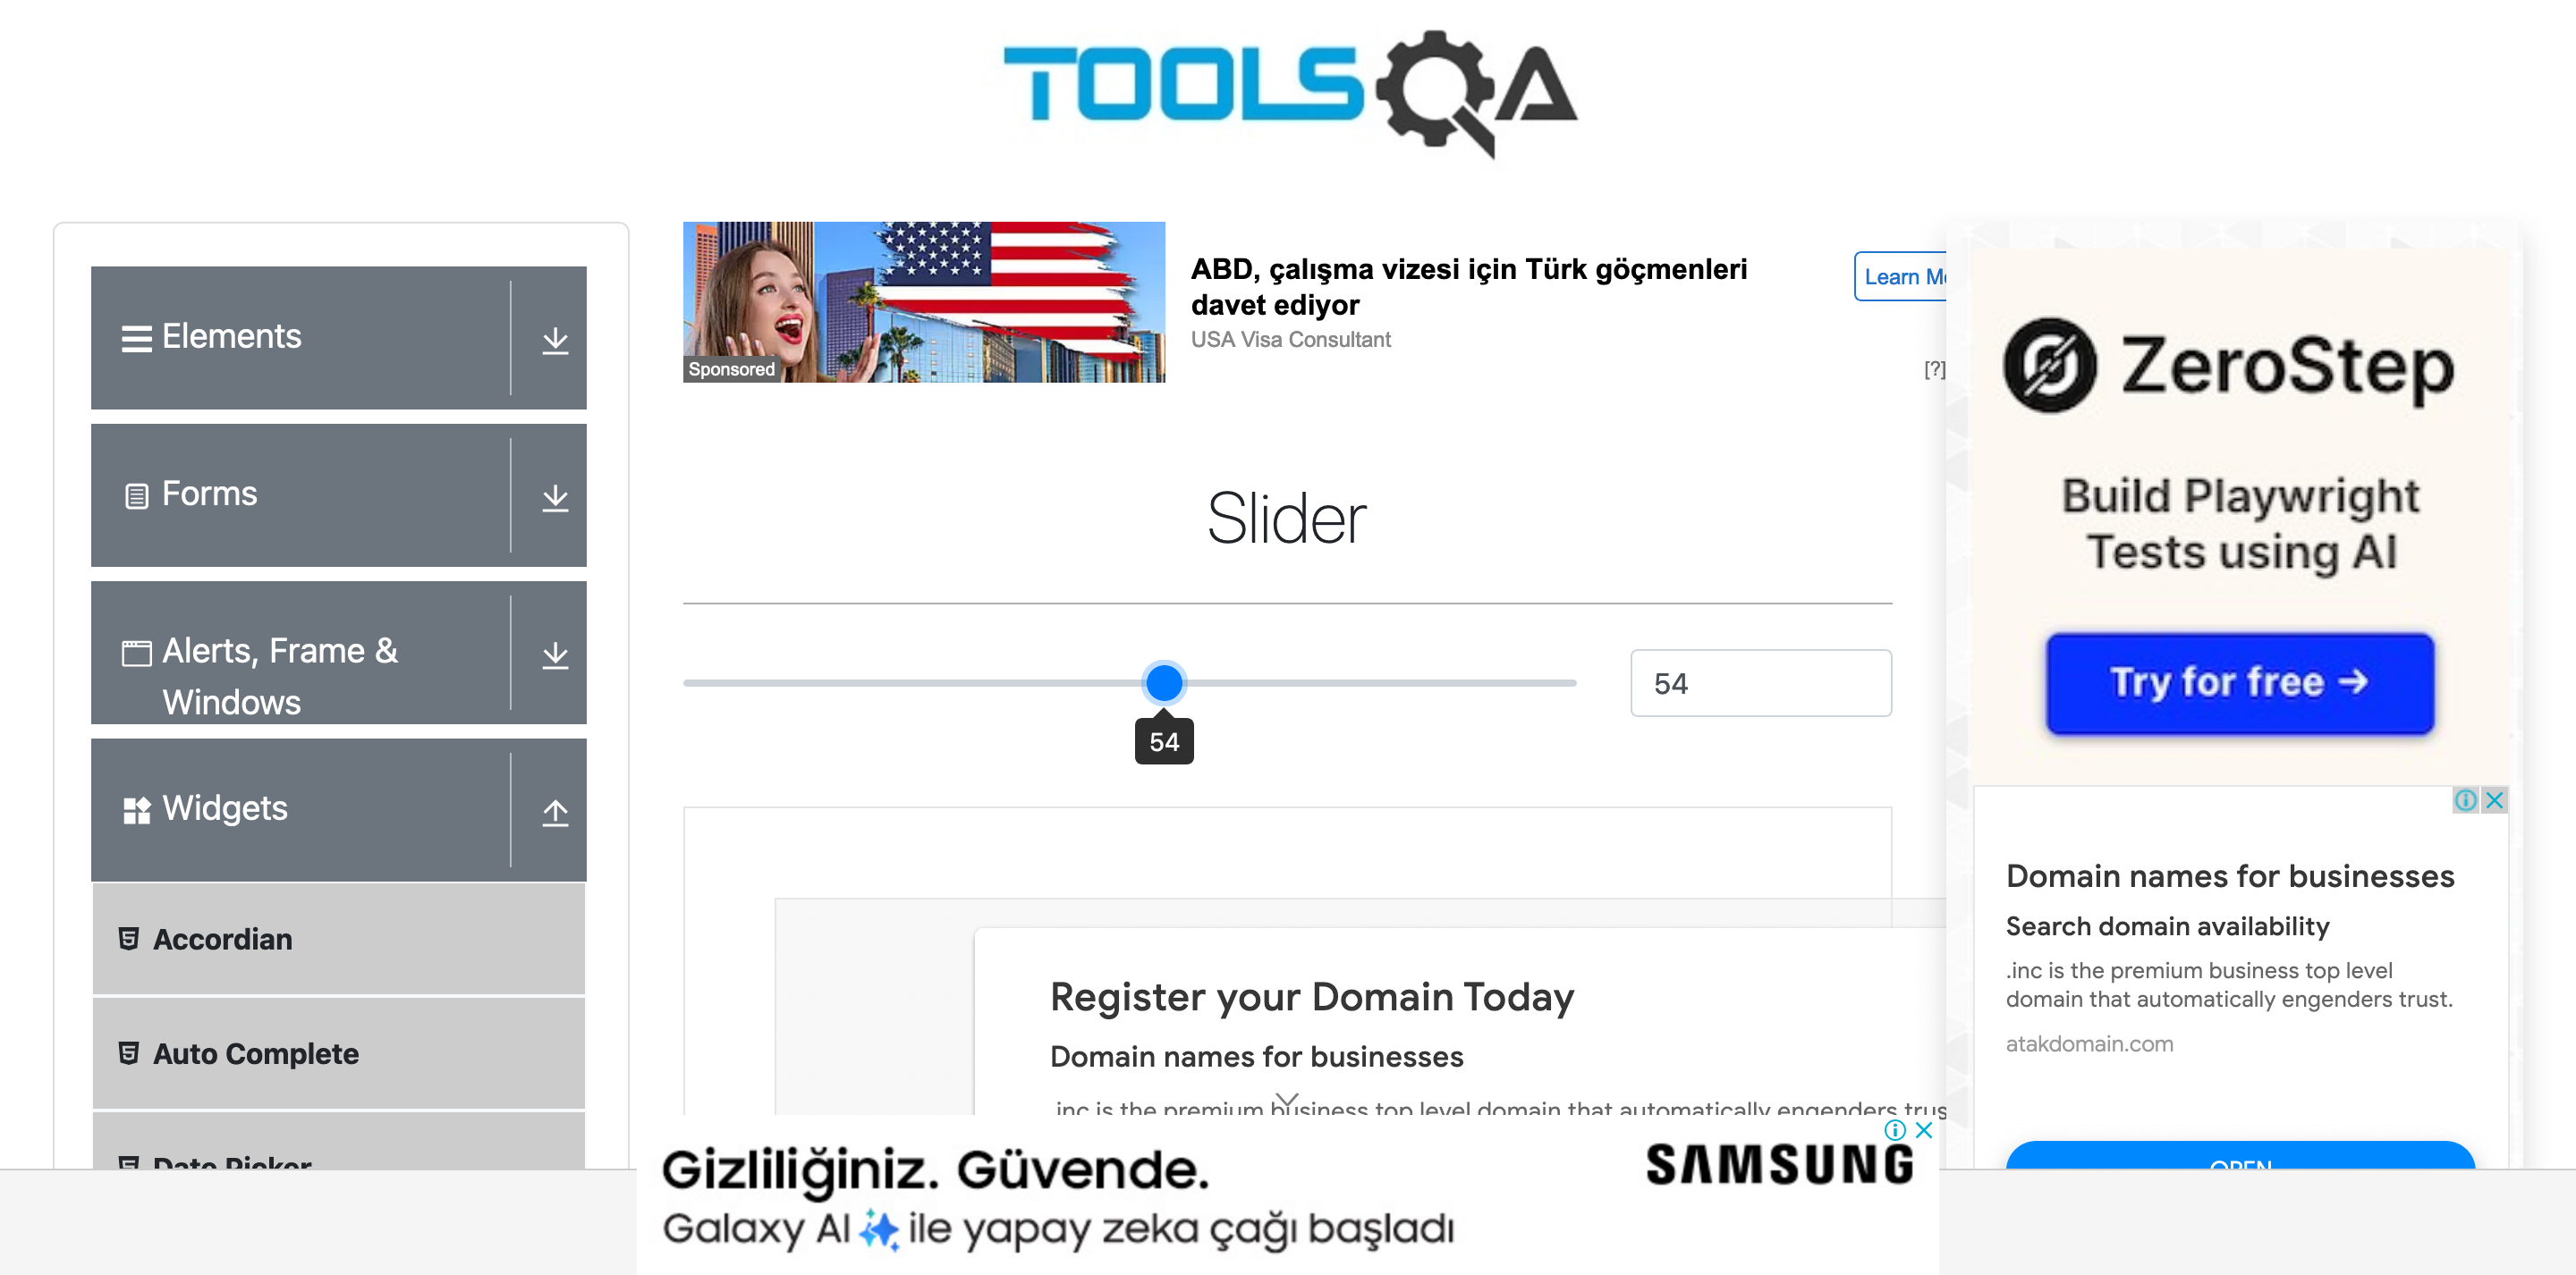 TOOLSQA
Elements
Forms
Alerts, Frame &
Windows
Widgets
Accordian
Auto Complete
Date Picker
ABD, çalışma vizesi için Türk göçmenleri
davet ediyor
USA Visa Consultant
Sponsored
Learn Mo
[?]
Slider
54
54
Register your Domain Today
Domain names for businesses
.inc is the premium business top level domain that automatically engenders trus
Gizliliğiniz. Güvende.
Galaxy AI ile yapay zeka çağı başladı
SAMSUNG
ZeroStep
Build Playwright
Tests using AI
Try for free →
Domain names for businesses
Search domain availability
.inc is the premium business top level
domain that automatically engenders trust.
atakdomain.com
OPEN